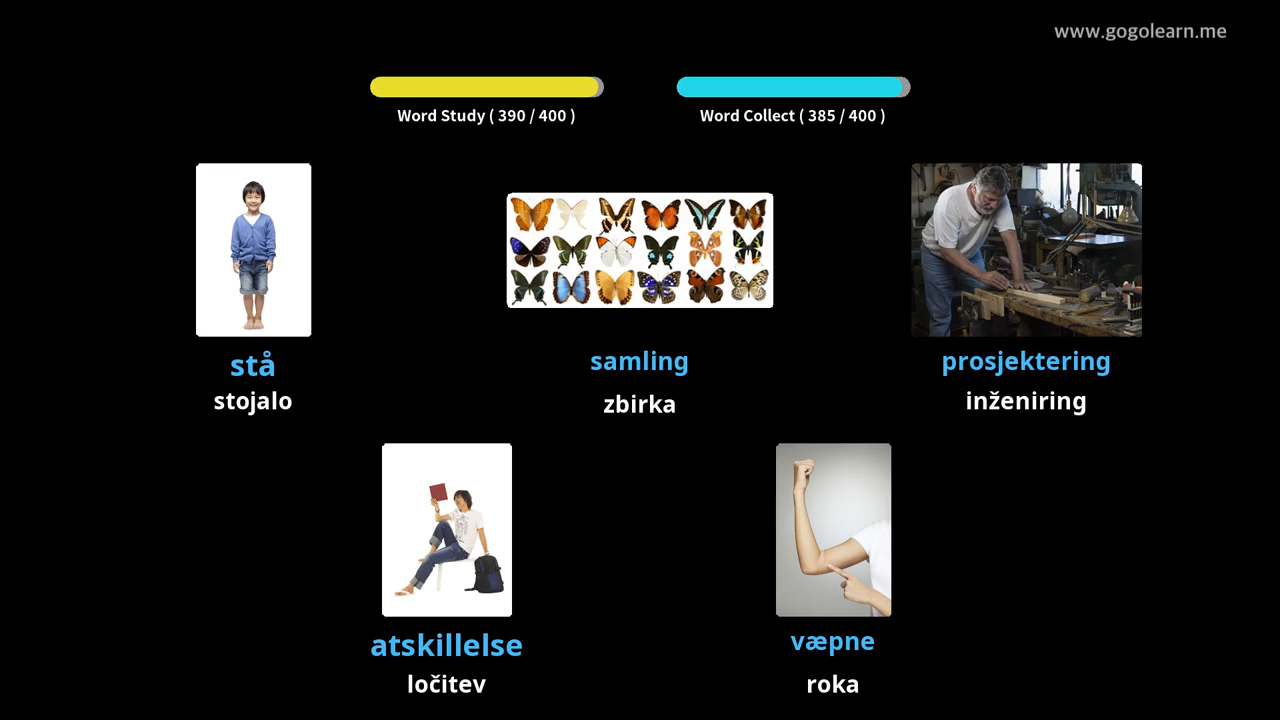 www.gogolearn.me
Word Study ( 390 / 400 )
Word Collect ( 385 / 400 )
stå
samling
prosjektering
stojalo
zbirka
inženiring
atskillelse
væpne
ločitev
roka